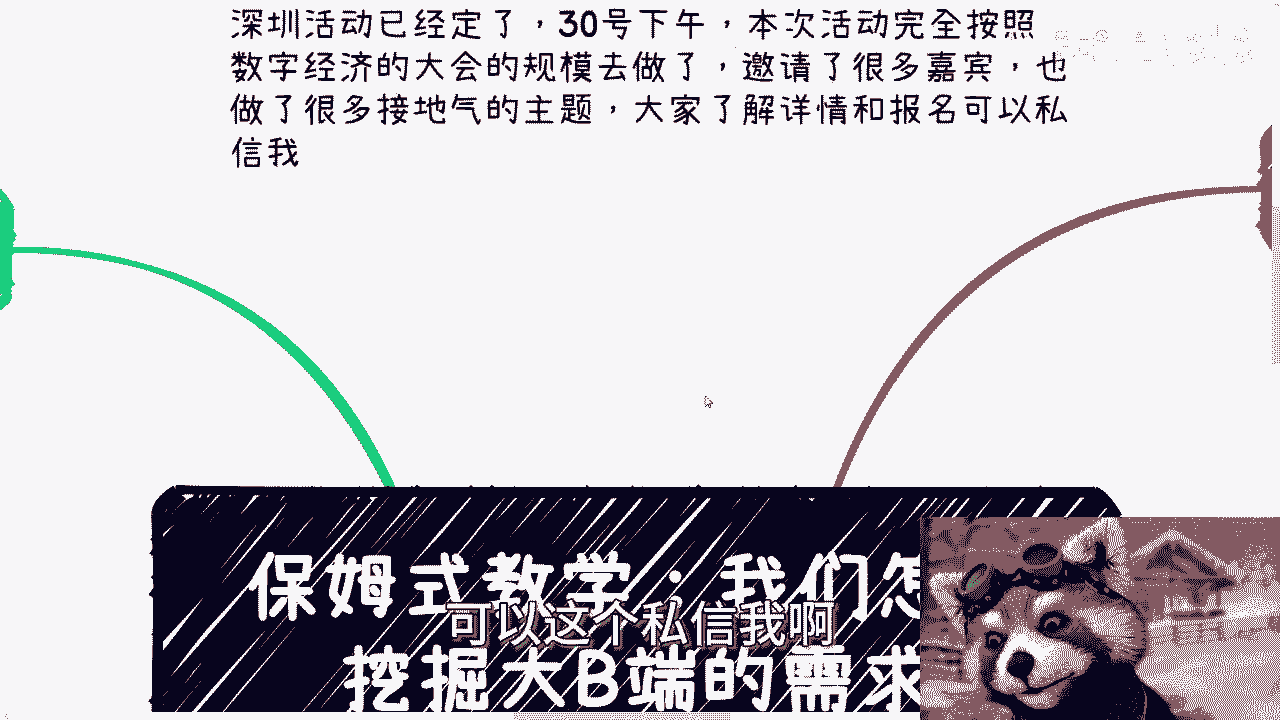 深圳活动已经定了，30号下午，本次活动完全按照
数字经济的大会的规模去做了，邀请了很多嘉宾，也
做了很多接地气的主题，大家了解详情和报名可以私
信我
保姆式教学：我们怎
可以这个私信我啊
挖掘大B端的需求